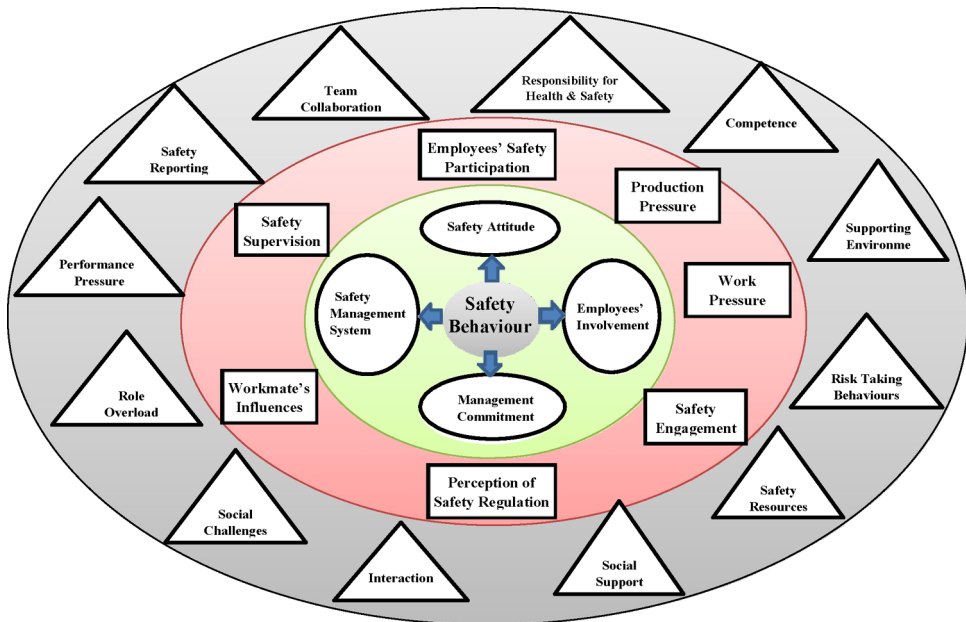 Responsibility for
Health & Safety
Team
Collaboration
Competence
Safety
Reporting
Employees’ Safety
Participation
Production
Pressure
Safety
Supervision
Safety Attitude
Supporting
Environme
Performance
Pressure
Safety
Management
System
Safety
Behaviour
Employees’
Involvement
Work
Pressure
Role
Overload
Workmate’s
Influences
Management
Commitment
Safety
Engagement
Risk Taking
Behaviours
Perception of
Safety Regulation
Safety
Resources
Social
Challenges
Interaction
Social
Support